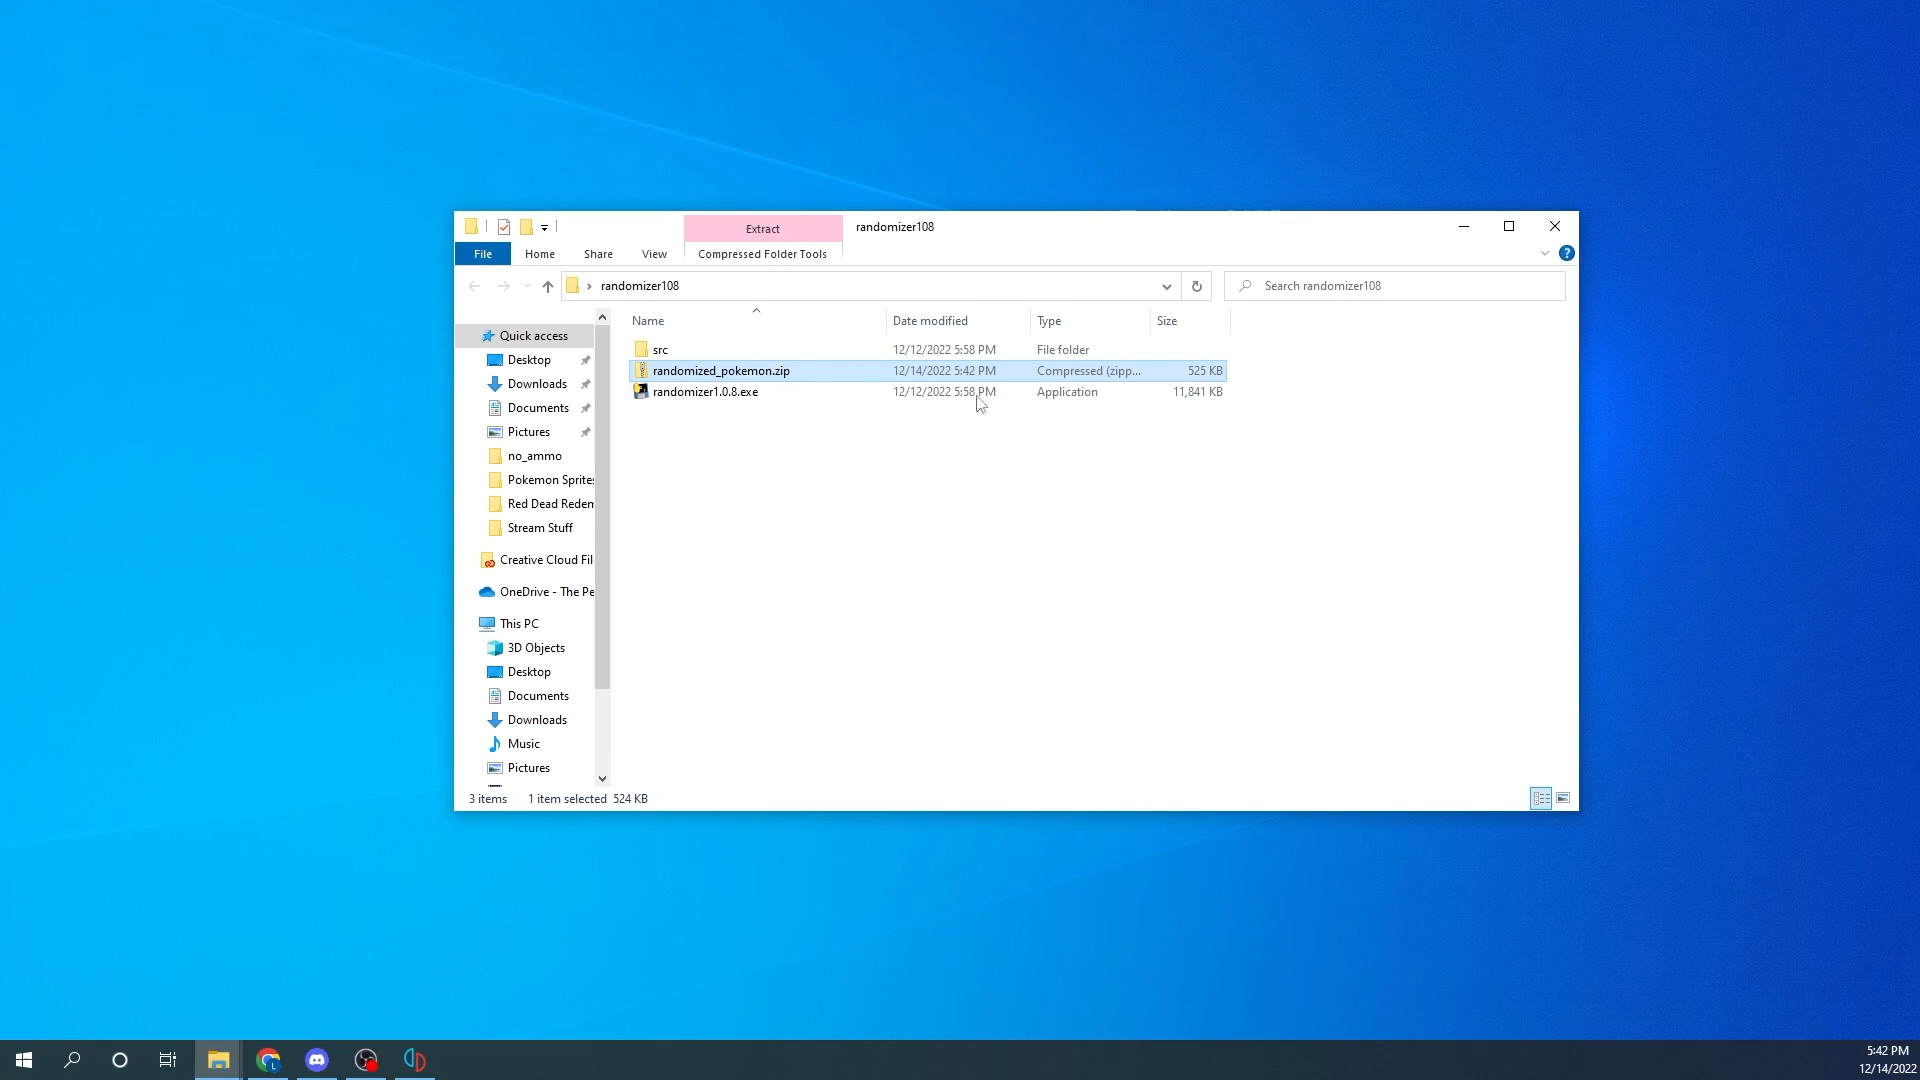 Extract
randomizer108
File
Home
Share
View
Compressed Folder Tools
?
randomizer108
Search randomizer108
Name
Date modified
Type
Size
src
12/12/2022 5:58 PM
File folder
randomized_pokemon.zip
12/14/2022 5:42 PM
Compressed (zipp...
525 KB
randomizer1.0.8.exe
12/12/2022 5:58 PM
Application
11,841 KB
Quick access
Desktop
Downloads
Documents
Pictures
no_ammo
Pokemon Sprites
Red Dead Redem
Stream Stuff
Creative Cloud Fil
OneDrive - The Pe
This PC
3D Objects
Desktop
Documents
Downloads
Music
Pictures
3 items
1 item selected 524 KB
L
5:42 PM
12/14/2022